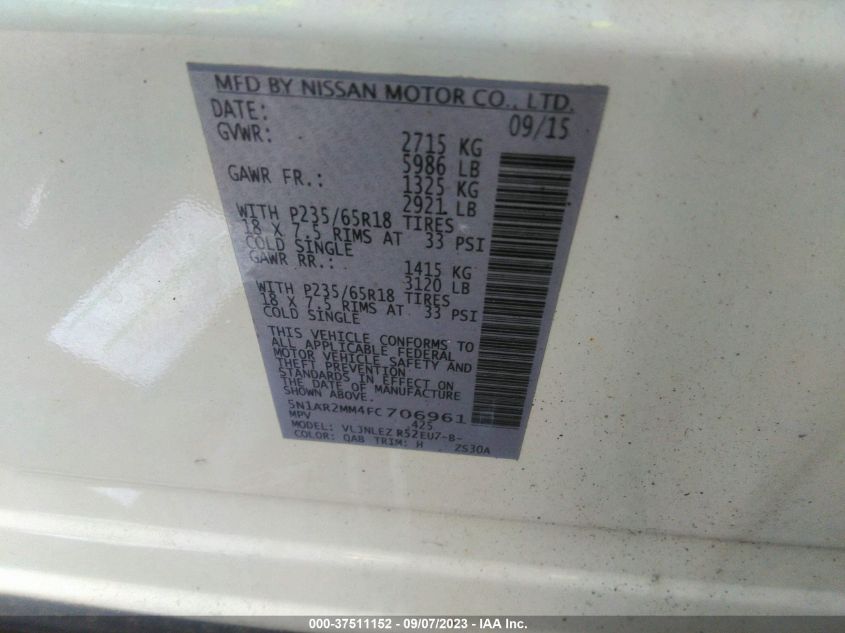 MFD BY NISSAN MOTOR CO., LTD.
DATE: 09/15
GVWR: 2715 KG
5986 LB
GAWR FR.: 1325 KG
2921 LB
WITH P235/65R18 TIRES
18 X 7.5 RIMS AT 33 PSI
COLD SINGLE
GAWR RR.: 1415 KG
3120 LB
WITH P235/65R18 TIRES
18 X 7.5 RIMS AT 33 PSI
COLD SINGLE
THIS VEHICLE CONFORMS TO
ALL APPLICABLE FEDERAL
MOTOR VEHICLE SAFETY AND
THEFT PREVENTION
STANDARDS IN EFFECT ON
THE DATE OF MANUFACTURE
SHOWN ABOVE.
5N1AR2MM4FC706961
MPV 425
MODEL: VLJNLEZ R52EU7-B-
COLOR: QAB TRIM: H ZS30A
000-37511152 - 09/07/2023 - IAA Inc.